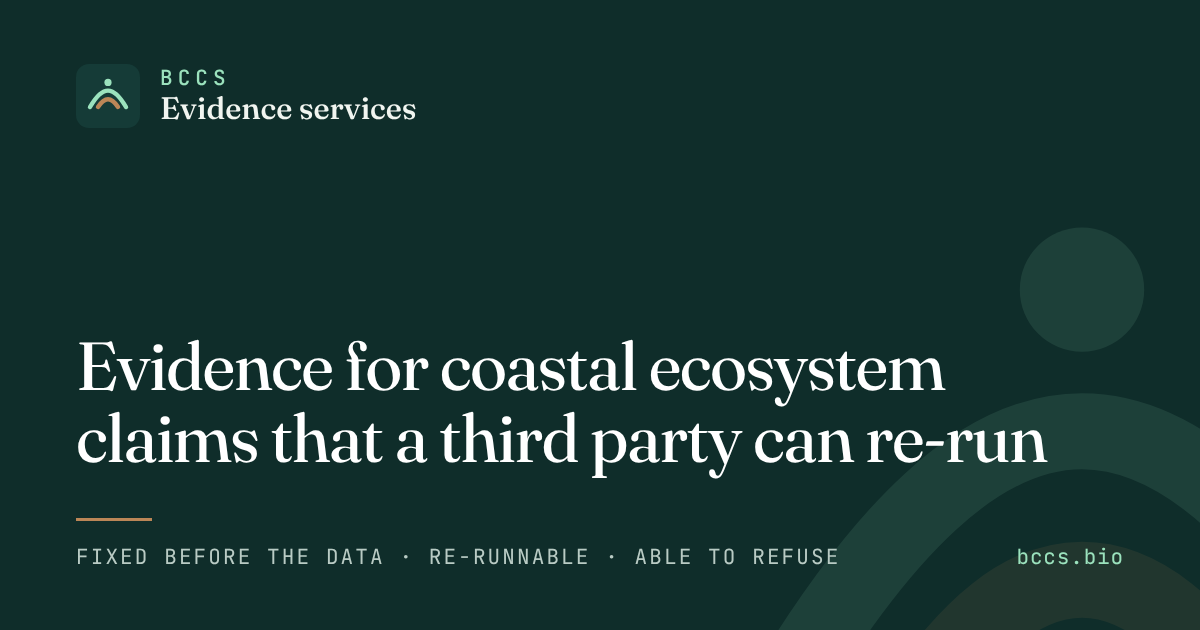 BCCS
Evidence services
Evidence for coastal ecosystem
claims that a third party can re-run
FIXED BEFORE THE DATA · RE-RUNNABLE · ABLE TO REFUSE
bccs.bio